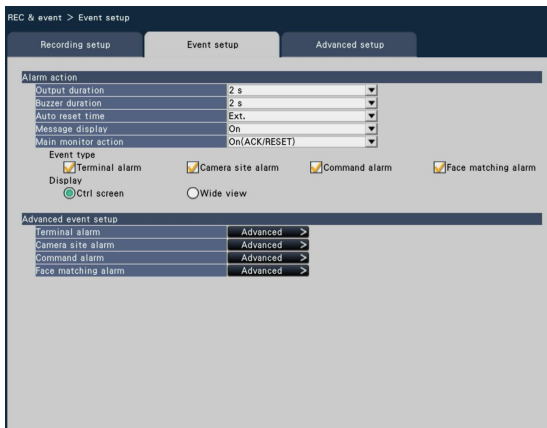 REC & event > Event setup
Recording setup Event setup Advanced setup
Alarm action
Output duration 2 s
Buzzer duration 2 s
Auto reset time Ext.
Message display On
Main monitor action On(ACK/RESET)
Event type
Terminal alarm Camera site alarm Command alarm Face matching alarm
Display
Ctrl screen Wide view
Advanced event setup
Terminal alarm Advanced >
Camera site alarm Advanced >
Command alarm Advanced >
Face matching alarm Advanced >